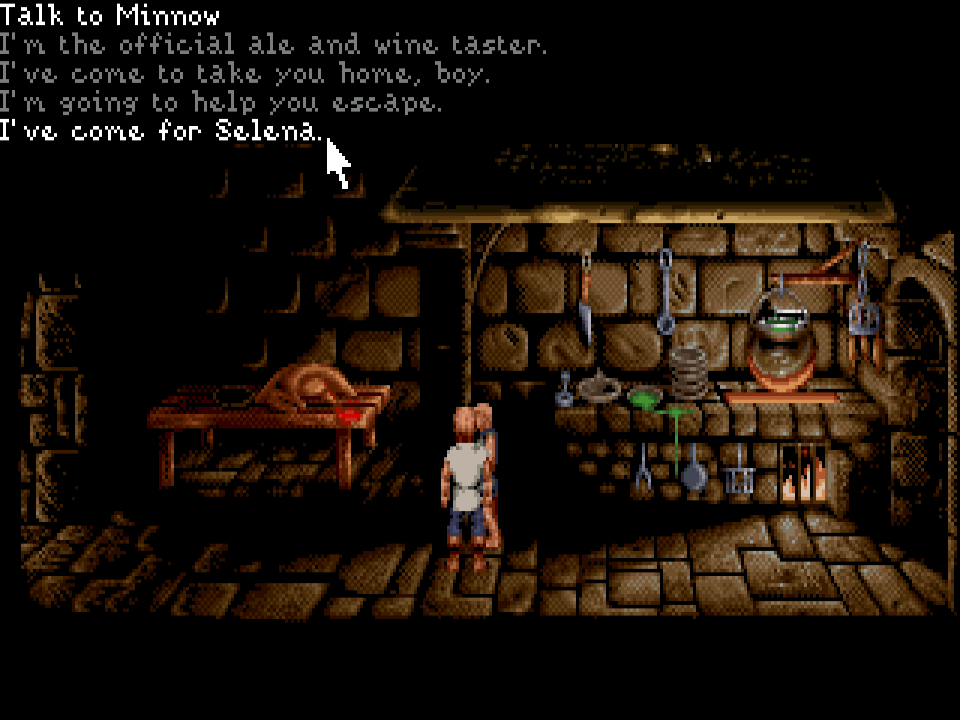 Talk to Minnow
I'm the official ale and wine taster.
I've come to take you home, boy.
I'm going to help you escape.
I've come for Selena.